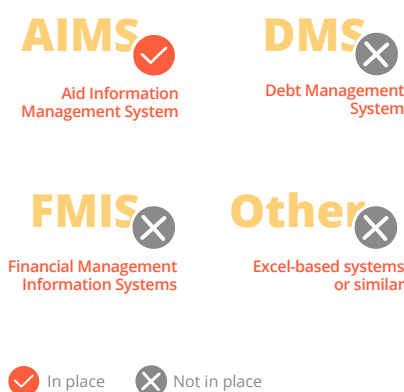 AIMS
Aid Information
Management System
DMS
Debt Management
System
FMIS
Financial Management
Information Systems
Other
Excel-based systems
or similar
In place
Not in place